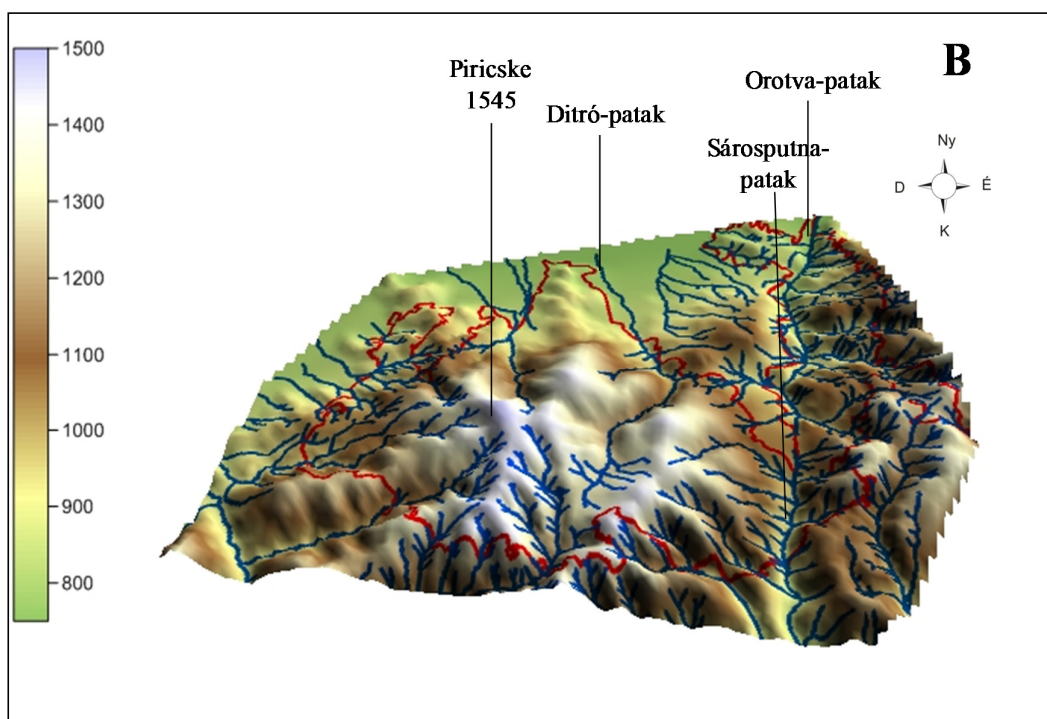 B
Piricske
1545
Ditró-patak
Orotva-patak
Sárosputna-
patak
Ny
D
É
K
1500
1400
1300
1200
1100
1000
900
800